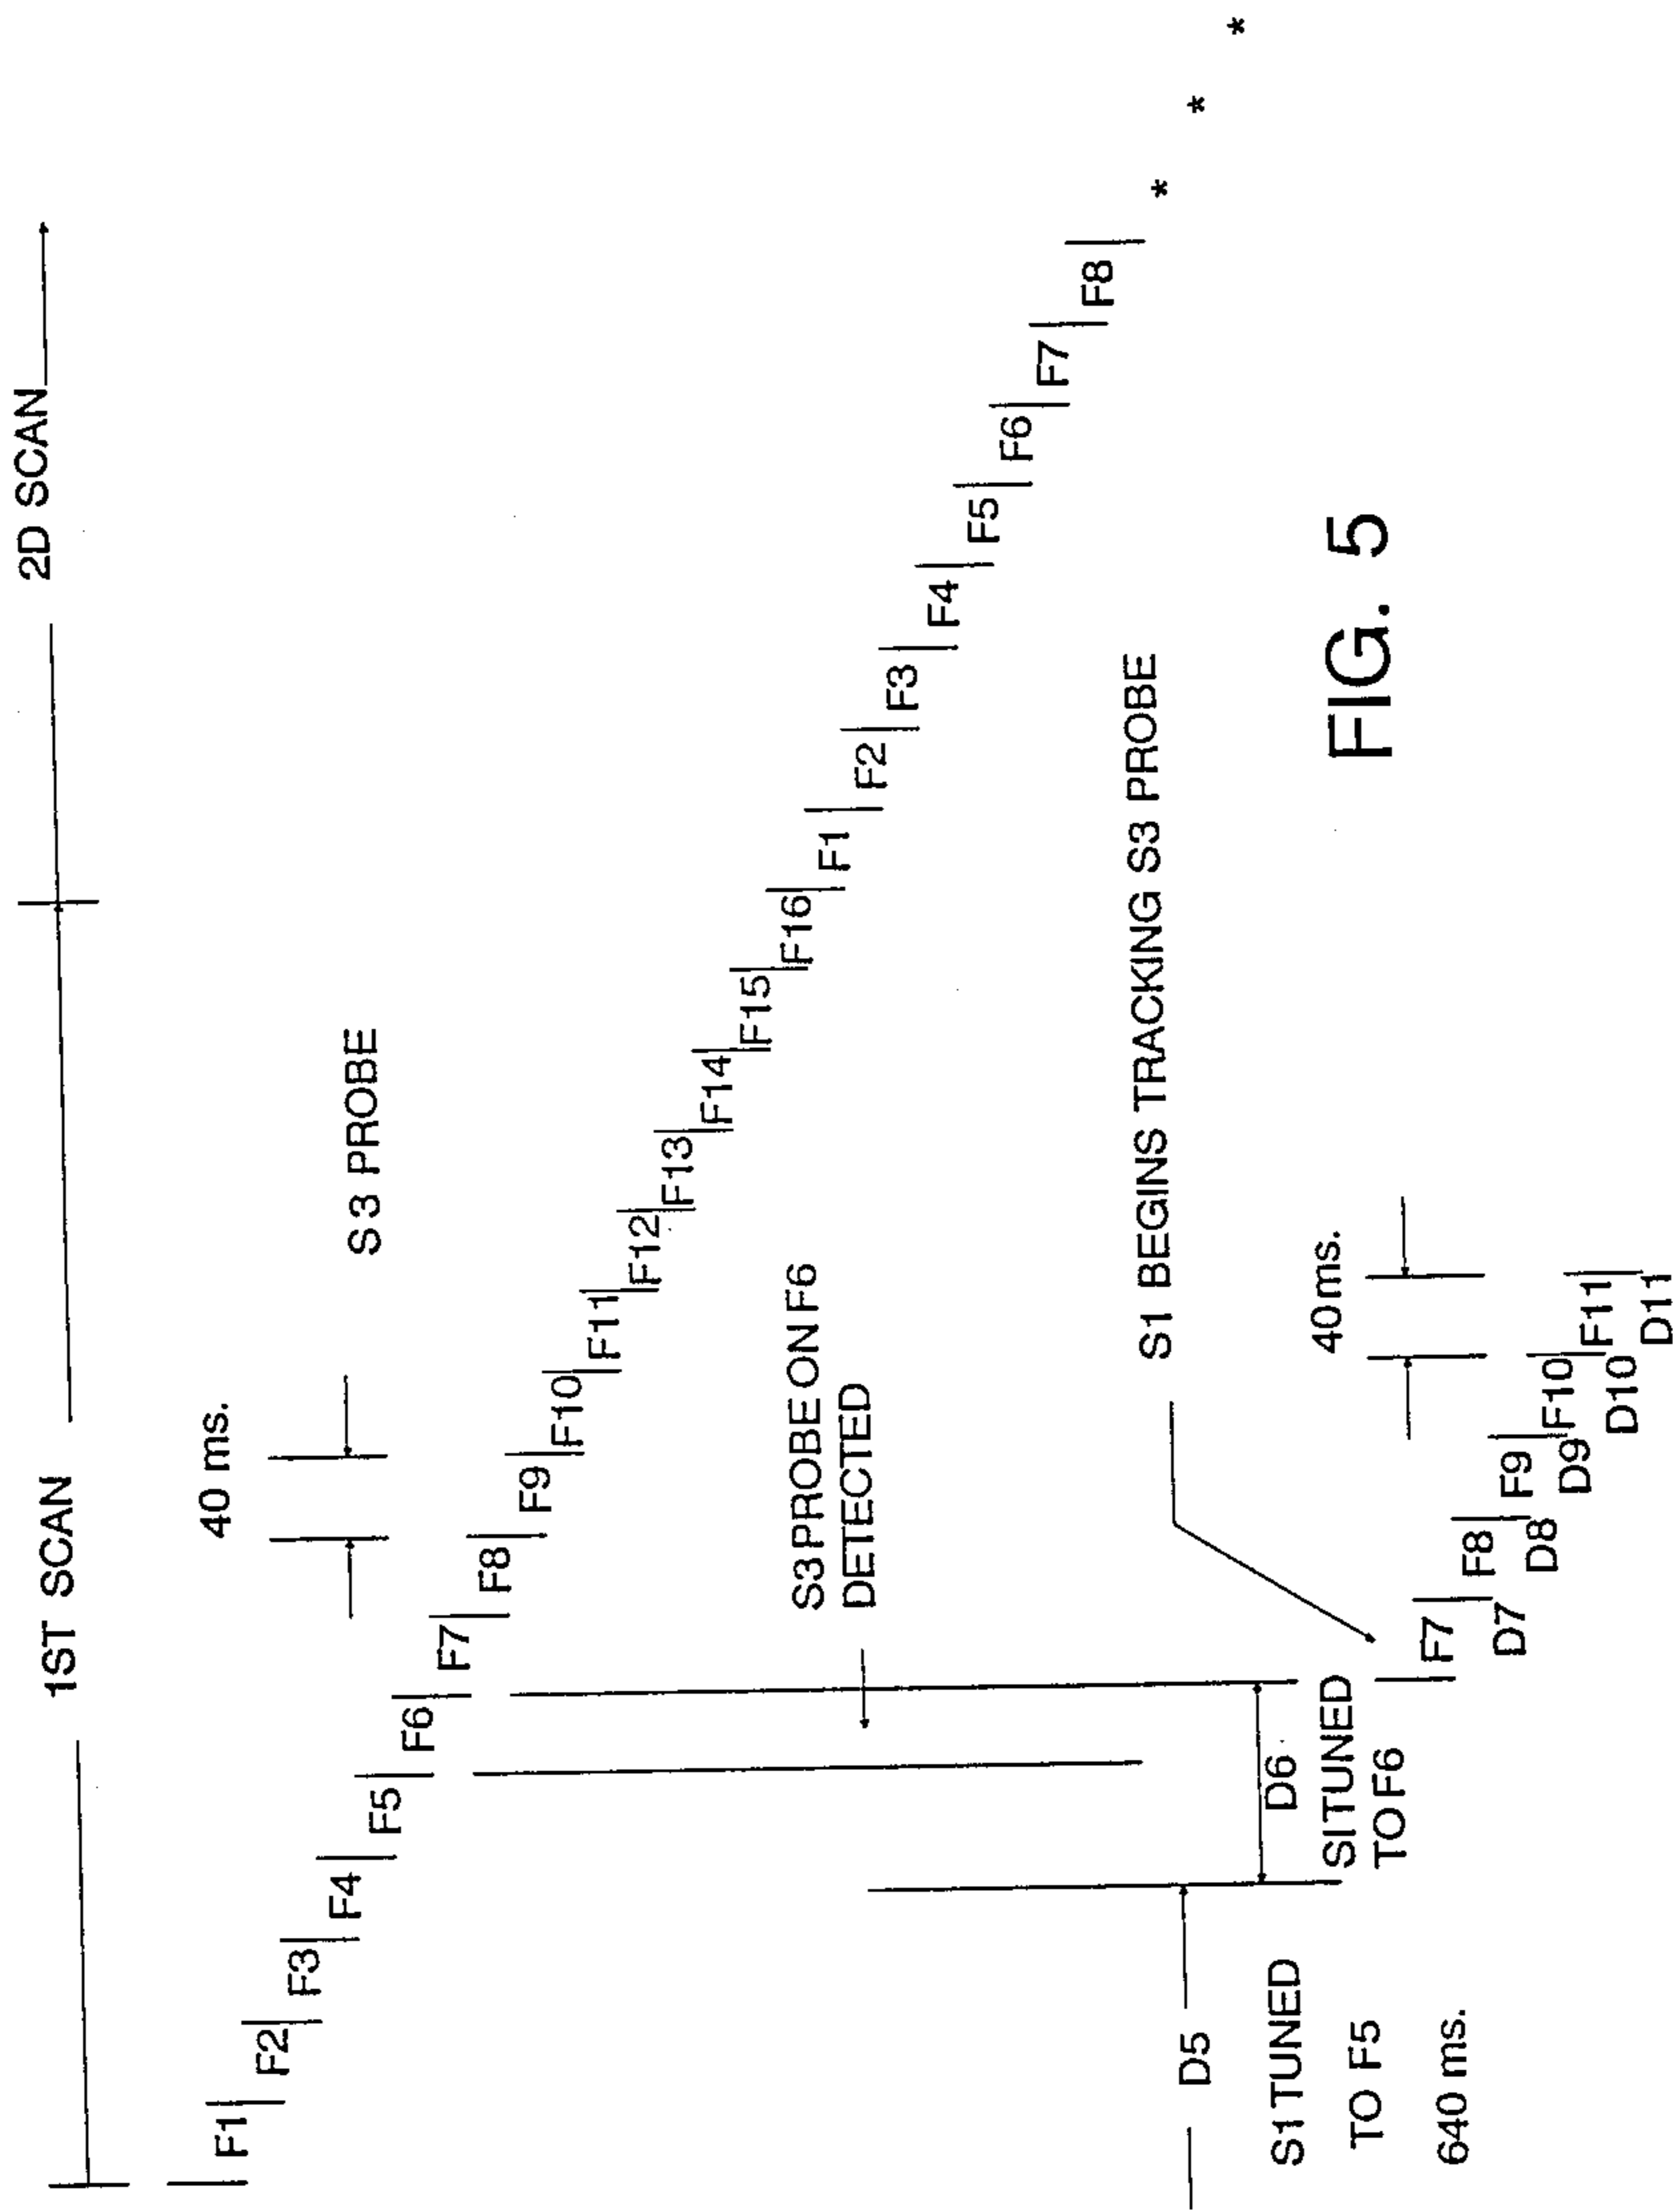 1ST SCAN
2D SCAN
40 ms.
S3 PROBE
F1
F2
F3
F4
F5
F6
F7
F8
F9
F10
F11
F12
F13
F14
F15
F16
F1
F2
F3
F4
F5
F6
F7
F8
* * *
S3 PROBE ON F6
DETECTED
S1 BEGINS TRACKING S3 PROBE
D5
S1 TUNED
TO F5
640 ms.
D6
SI TUNED
TO F6
40 ms.
F7
F8
F9
F10
F11
D7
D8
D9
D10
D11
FIG. 5